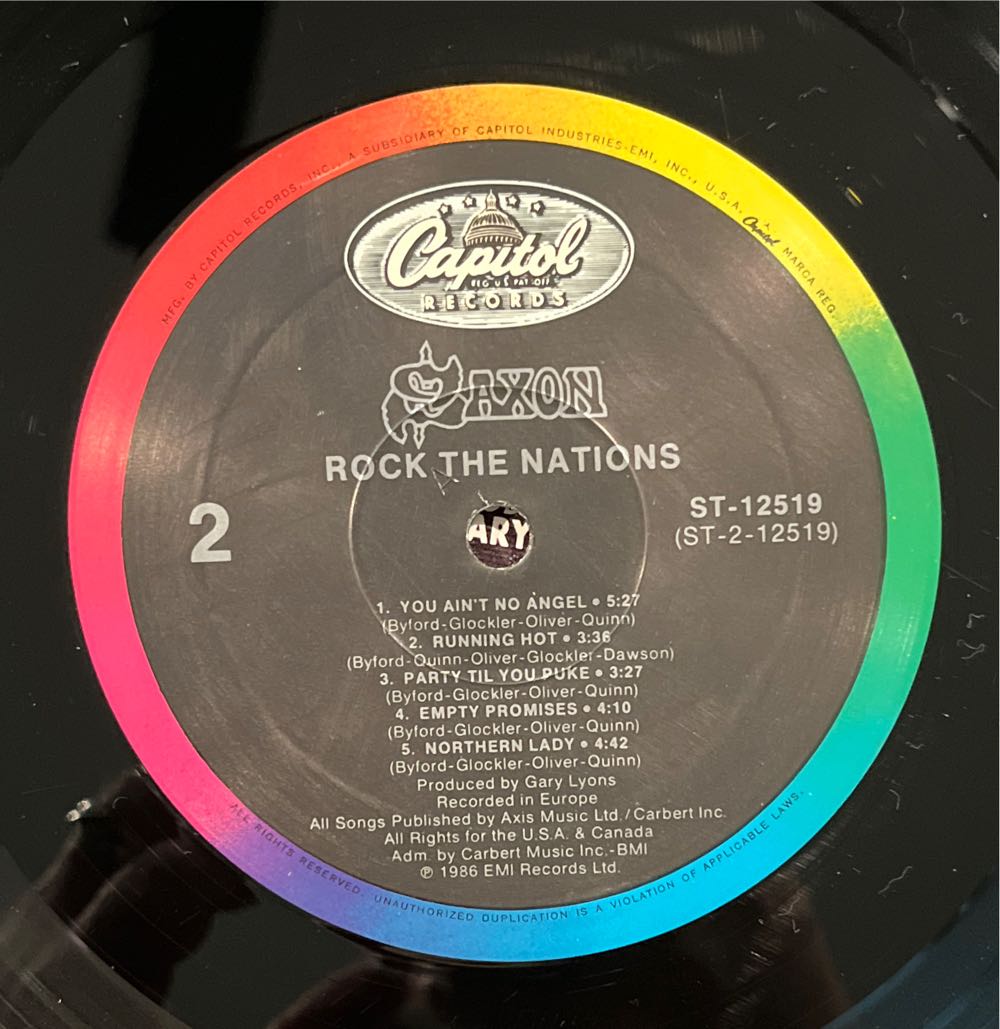 MFG. BY CAPITOL RECORDS, INC., A SUBSIDIARY OF CAPITOL INDUSTRIES-EMI, INC., U.S.A. Capitol MARCA REG.
Capitol
REG U S PAT OFF
RECORDS
SAXON
ROCK THE NATIONS
2
ST-12519
(ST-2-12519)
ARY
1. YOU AIN'T NO ANGEL • 5:27
(Byford-Glockler-Oliver-Quinn)
2. RUNNING HOT • 3:36
(Byford-Quinn-Oliver-Glockler-Dawson)
3. PARTY TIL YOU PUKE • 3:27
(Byford-Glockler-Oliver-Quinn)
4. EMPTY PROMISES • 4:10
(Byford-Glockler-Oliver-Quinn)
5. NORTHERN LADY • 4:42
(Byford-Glockler-Oliver-Quinn)
Produced by Gary Lyons
Recorded in Europe
All Songs Published by Axis Music Ltd./Carbert Inc.
All Rights for the U.S.A. & Canada
Adm. by Carbert Music Inc.-BMI
℗ 1986 EMI Records Ltd.
ALL RIGHTS RESERVED. UNAUTHORIZED DUPLICATION IS A VIOLATION OF APPLICABLE LAWS.